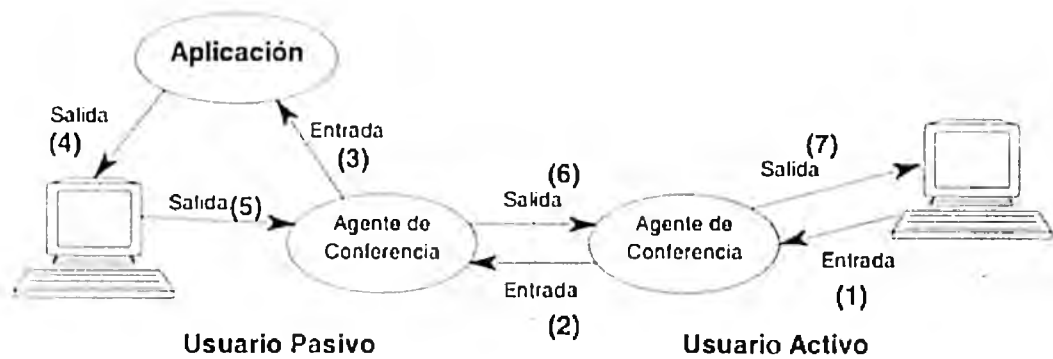 Aplicación
Salida
(4)
Entrada
(3)
Salida (5)
Agente de
Conferencia
(6)
Salida
Entrada
(2)
Agente de
Conferencia
(7)
Salida
Entrada
(1)
Usuario Pasivo
Usuario Activo